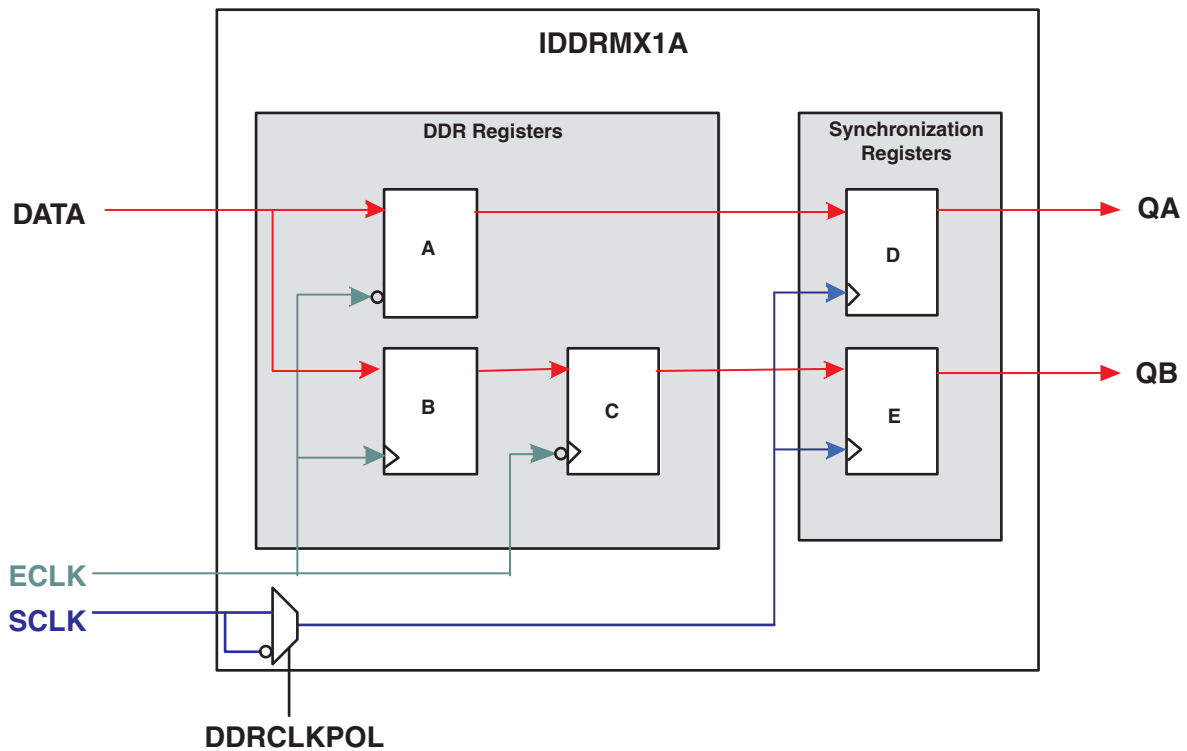 IDDRMX1A
DDR Registers
Synchronization
Registers
DATA
A
D
QA
B
C
E
QB
ECLK
SCLK
DDRCLKPOL